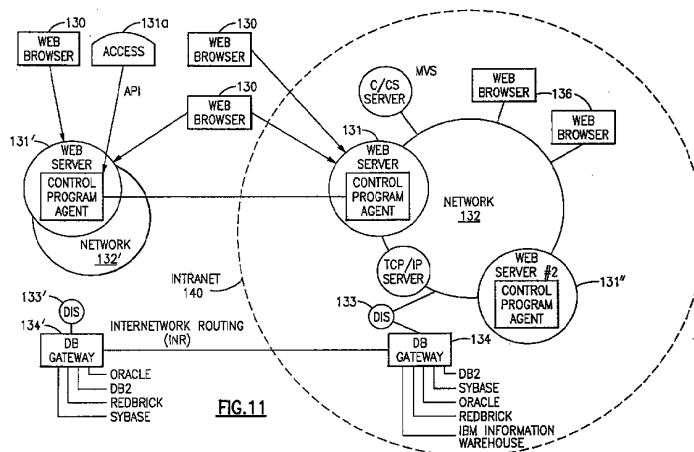 130
WEB
BROWSER
131a
ACCESS
API
130
WEB
BROWSER
130
WEB
BROWSER
C/CS
SERVER
MVS
WEB
BROWSER
136
WEB
BROWSER
131'
WEB
SERVER
CONTROL
PROGRAM
AGENT
NETWORK
132'
131
WEB
SERVER
CONTROL
PROGRAM
AGENT
NETWORK
132
TCP/IP
SERVER
WEB
SERVER #2
CONTROL
PROGRAM
AGENT
131"
INTRANET
140
133'
DIS
134'
DB
GATEWAY
INTERNETWORK ROUTING
(INR)
133
DIS
134
DB
GATEWAY
ORACLE
DB2
REDBRICK
SYBASE
FIG.11
DB2
SYBASE
ORACLE
REDBRICK
IBM INFORMATION
WAREHOUSE